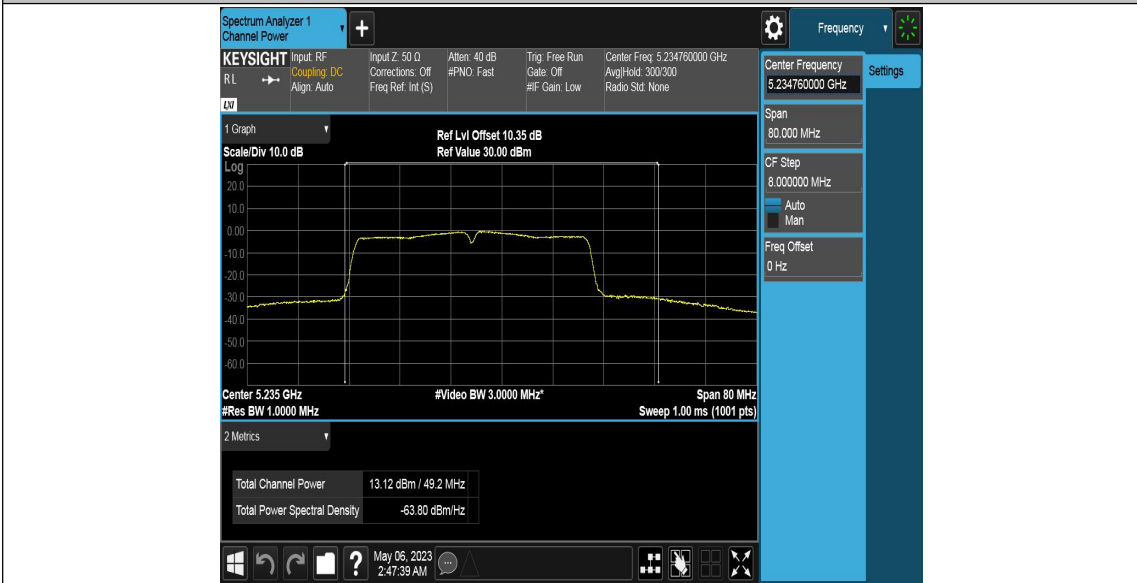 Spectrum Analyzer 1
Channel Power
+
Frequency
KEYSIGHT
R L
LXI
Input: RF
Coupling: DC
Align: Auto
Input Z: 50 Ω
Corrections: Off
Freq Ref: Int (S)
Atten: 40 dB
#PNO: Fast
Trig: Free Run
Gate: Off
#IF Gain: Low
Center Freq: 5.234760000 GHz
Avg|Hold: 300/300
Radio Std: None
Center Frequency
5.234760000 GHz
Settings
Span
80.000 MHz
CF Step
8.000000 MHz
Auto
Man
Freq Offset
0 Hz
1 Graph
Scale/Div 10.0 dB
Ref Lvl Offset 10.35 dB
Ref Value 30.00 dBm
Log
20.0
10.0
0.00
-10.0
-20.0
-30.0
-40.0
-50.0
-60.0
Center 5.235 GHz
#Video BW 3.0000 MHz*
Span 80 MHz
#Res BW 1.0000 MHz
Sweep 1.00 ms (1001 pts)
2 Metrics
Total Channel Power 13.12 dBm / 49.2 MHz
Total Power Spectral Density -63.80 dBm/Hz
?
May 06, 2023
2:47:39 AM